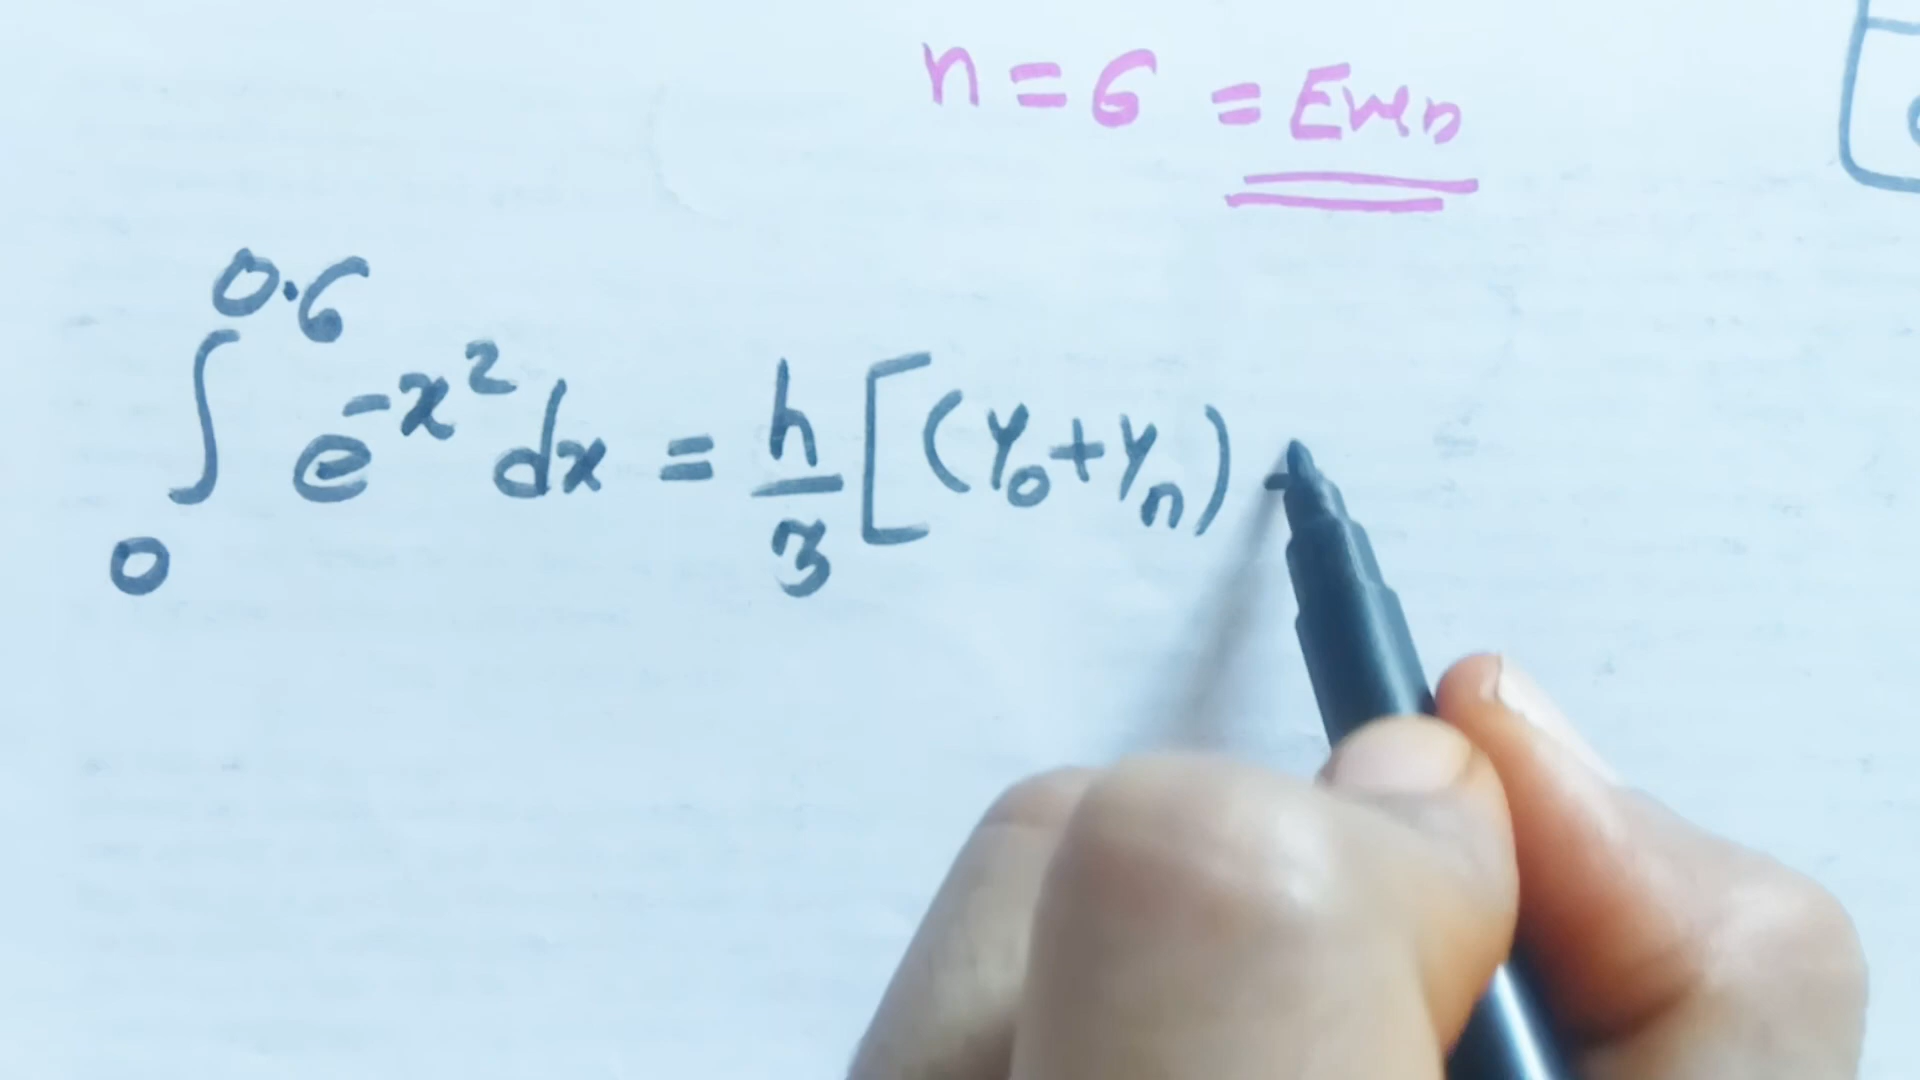 n = 6 = Even
∫₀^0.6 e^-x² dx = h/3 [(y₀+yₙ)